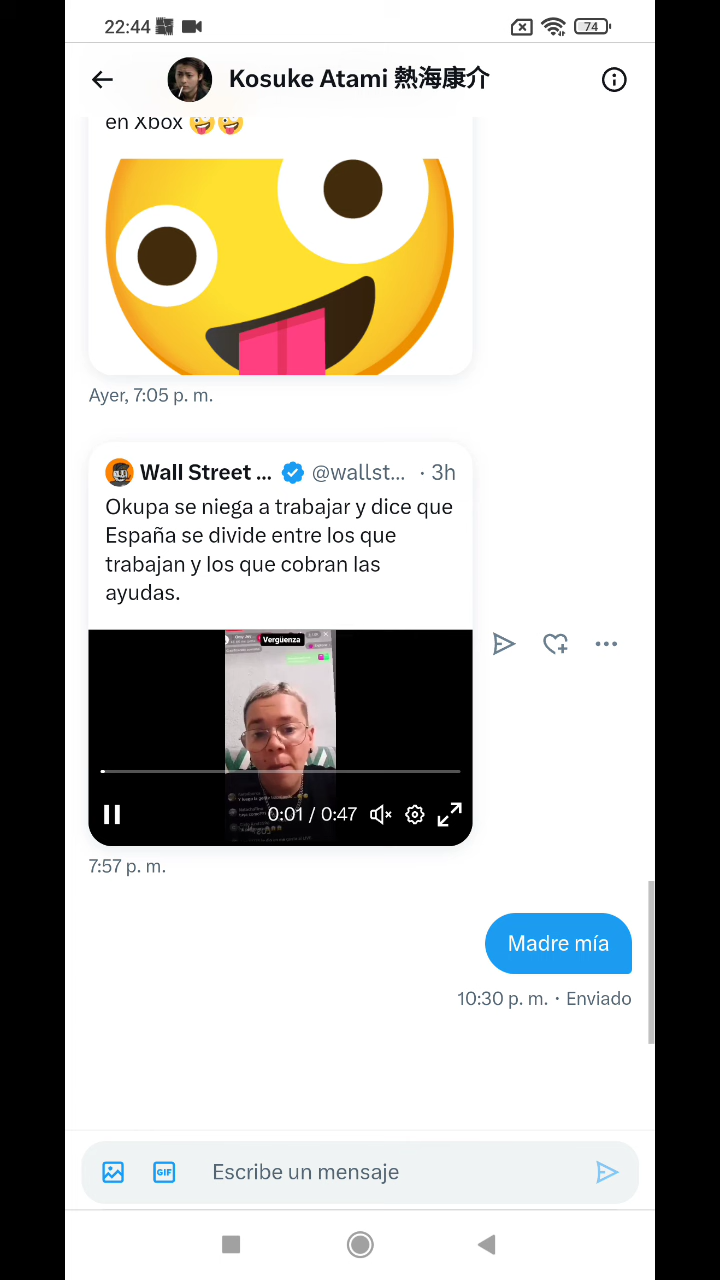 22:44
74
Kosuke Atami 熱海康介
en Xbox 🤪🤪
Ayer, 7:05 p. m.
Wall Street ... @wallst... · 3h
Okupa se niega a trabajar y dice que
España se divide entre los que
trabajan y los que cobran las
ayudas.
Vergüenza
0:01 / 0:47
7:57 p. m.
Madre mía
10:30 p. m. · Enviado
GIF
Escribe un mensaje